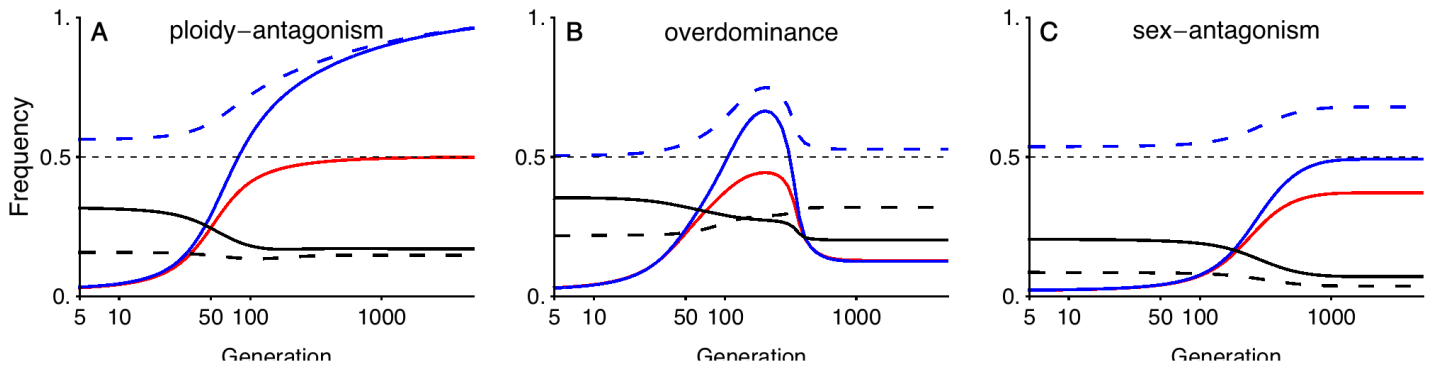 A ploidy–antagonism
B overdominance
C sex–antagonism
Frequency
1.
0.5
0.
5 10 50 100 1000
Generation
1.
0.5
0.
5 10 50 100 1000
Generation
1.
0.5
0.
5 10 50 100 1000
Generation